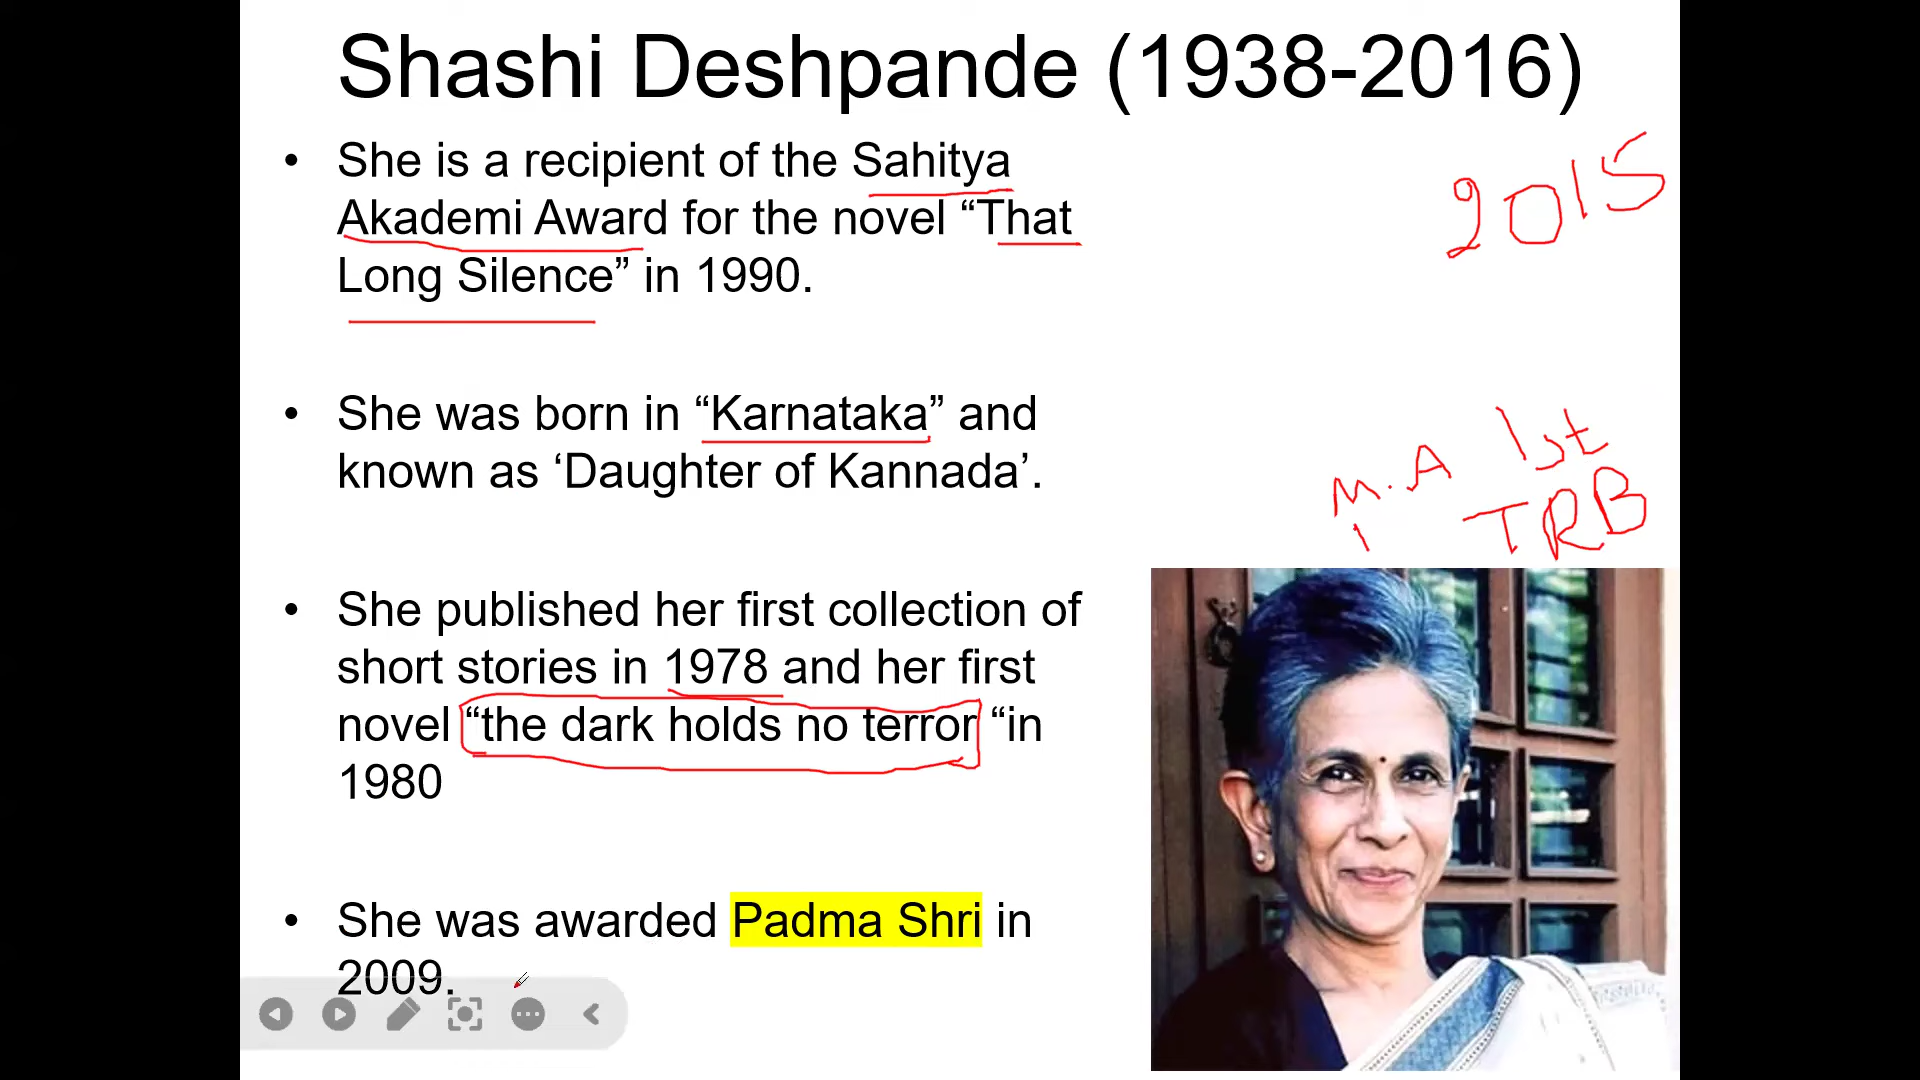 Shashi Deshpande (1938-2016)
• She is a recipient of the Sahitya
Akademi Award for the novel “That
Long Silence” in 1990.
2015
• She was born in “Karnataka” and
known as ‘Daughter of Kannada’.
M.A 1st
TRB
• She published her first collection of
short stories in 1978 and her first
novel “the dark holds no terror “in
1980
• She was awarded Padma Shri in
2009.